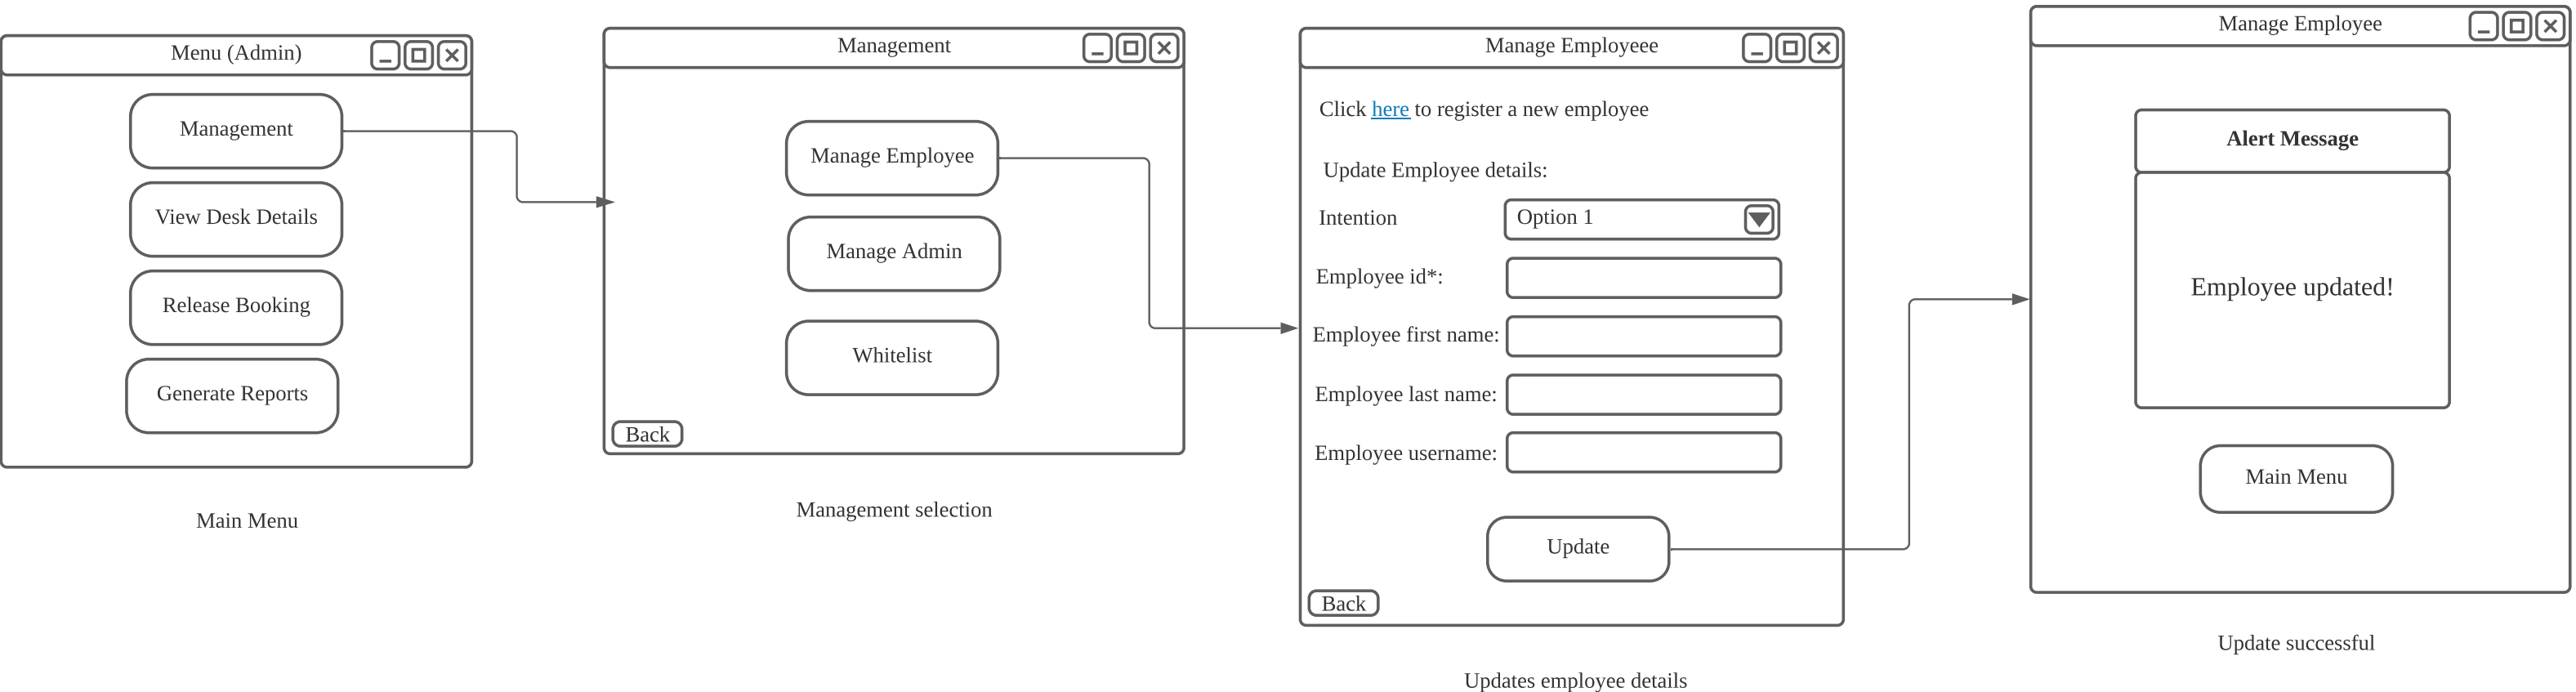 Menu (Admin)
Management
View Desk Details
Release Booking
Generate Reports
Main Menu
Management
Manage Employee
Manage Admin
Whitelist
Back
Management selection
Manage Employeee
Click here to register a new employee
Update Employee details:
Intention
Option 1
Employee id*:
Employee first name:
Employee last name:
Employee username:
Update
Back
Updates employee details
Manage Employee
Alert Message
Employee updated!
Main Menu
Update successful